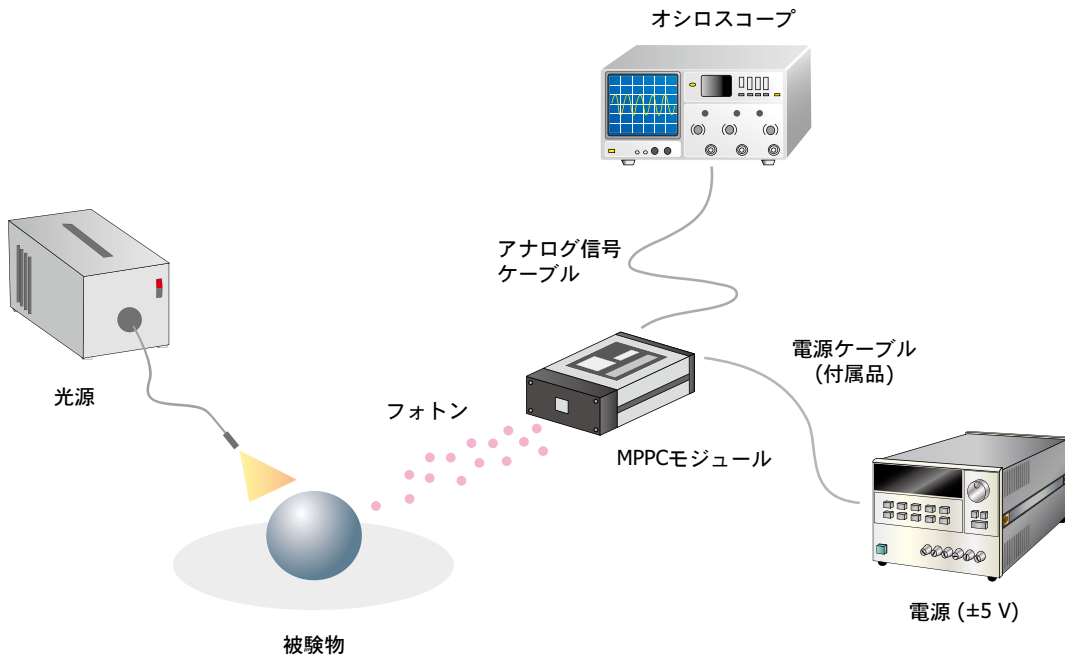 オシロスコープ
アナログ信号
ケーブル
電源ケーブル
(付属品)
光源
フォトン
MPPCモジュール
電源 (±5 V)
被験物